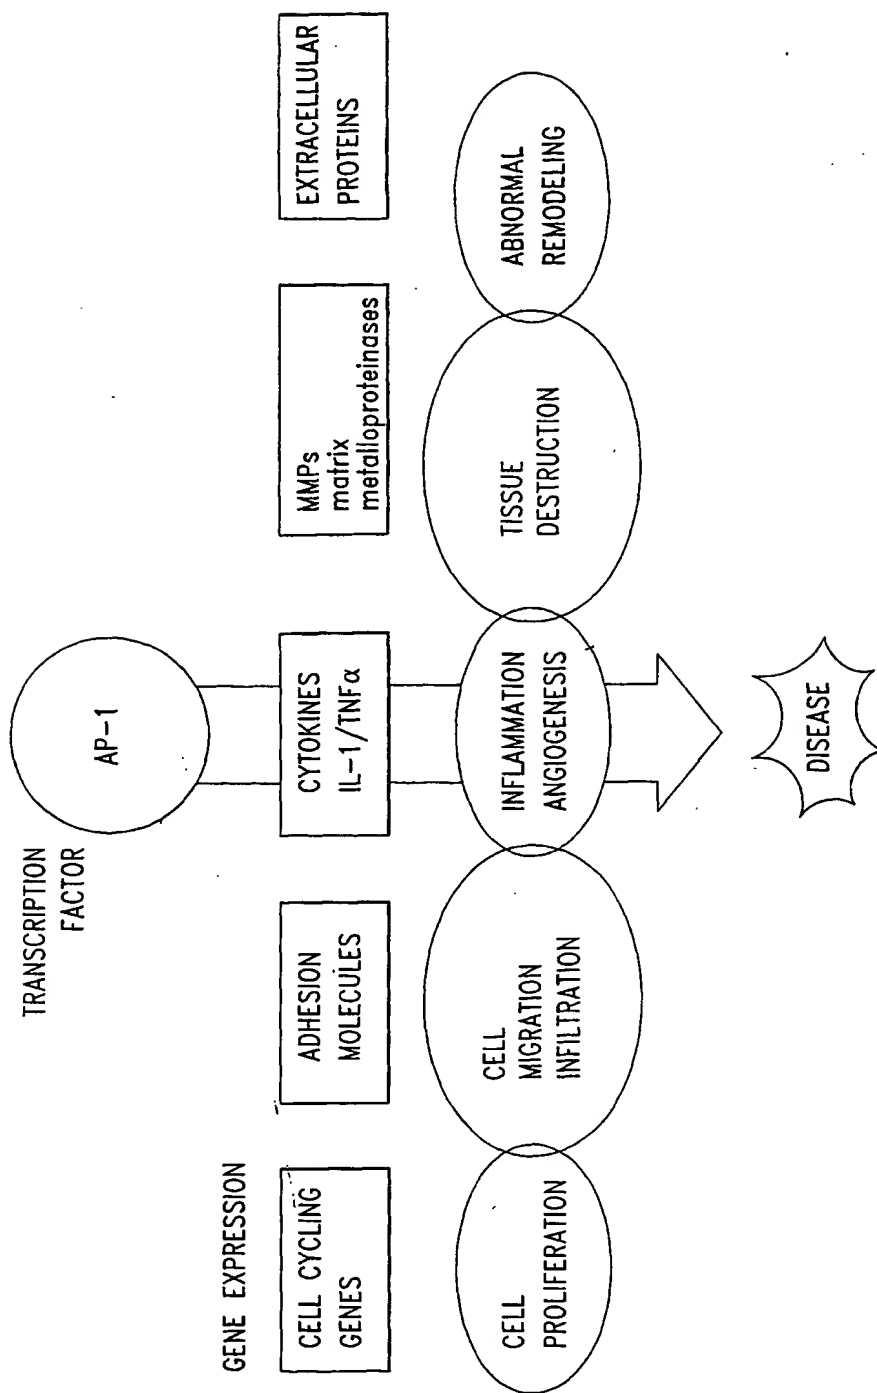 TRANSCRIPTION
FACTOR
AP-1
GENE EXPRESSION
CELL CYCLING
GENES
ADHESION
MOLECULES
CYTOKINES
IL-1/TNFα
MMPs
matrix
metalloproteinases
EXTRACELLULAR
PROTEINS
CELL
PROLIFERATION
CELL
MIGRATION
INFILTRATION
INFLAMMATION
ANGIOGENESIS
TISSUE
DESTRUCTION
ABNORMAL
REMODELING
DISEASE